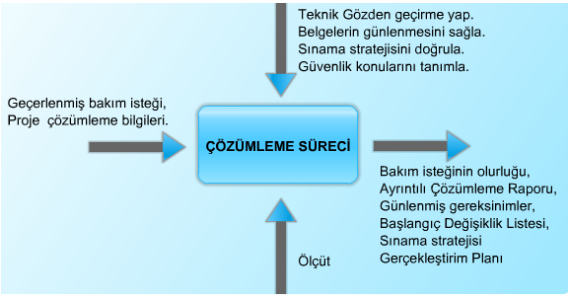 Teknik Gözden geçirme yap.
Belgelerin günlenmesini sağla.
Sınama stratejisini doğrula.
Güvenlik konularını tanımla.
Geçerlenmiş bakım isteği,
Proje çözümleme bilgileri.
ÇÖZÜMLEME SÜRECİ
Bakım isteğinin olurluğu,
Ayrıntılı Çözümleme Raporu,
Günlenmiş gereksinimler,
Başlangıç Değişiklik Listesi,
Sınama stratejisi
Gerçekleştirim Planı
Ölçüt